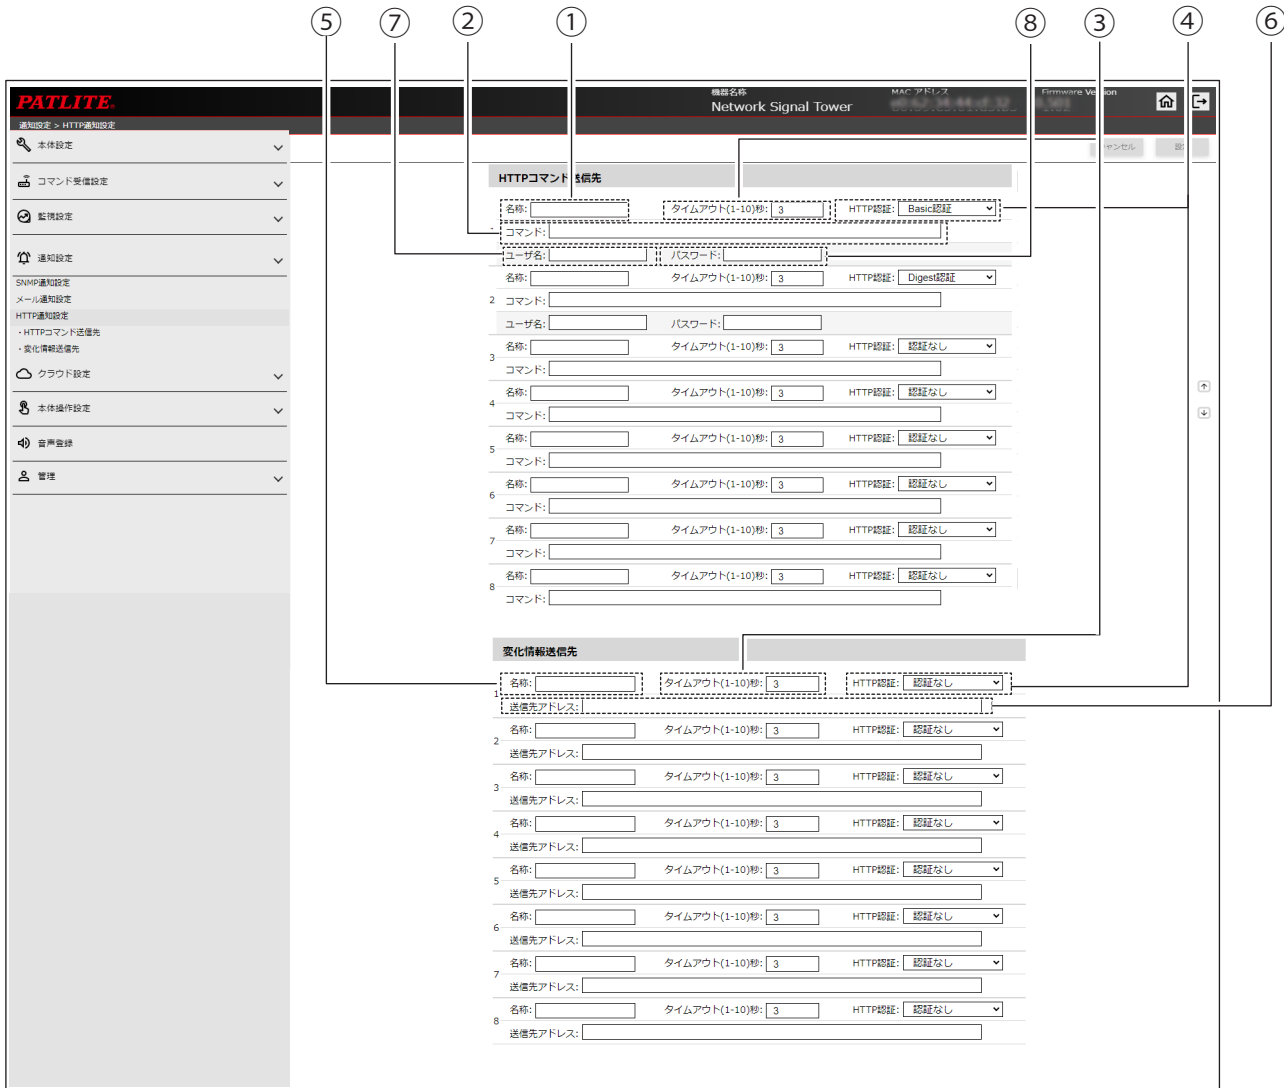 ⑤ ⑦ ② ① ⑧ ③ ④ ⑥
PATLITE
機器名称 MAC アドレス Firmware
Network Signal Tower
通知設定 > HTTP通知設定
本体設定
コマンド受信設定
監視設定
通知設定
SNMP通知設定
メール通知設定
HTTP通知設定
・HTTPコマンド送信先
・変化情報送信先
クラウド設定
本体操作設定
音声登録
管理
HTTPコマンド送信先
名称: タイムアウト(1-10)秒: 3 HTTP認証: Basic認証
コマンド:
ユーザ名: パスワード:
名称: タイムアウト(1-10)秒: 3 HTTP認証: Digest認証
2 コマンド:
ユーザ名: パスワード:
名称: タイムアウト(1-10)秒: 3 HTTP認証: 認証なし
3
コマンド:
名称: タイムアウト(1-10)秒: 3 HTTP認証: 認証なし
4
コマンド:
名称: タイムアウト(1-10)秒: 3 HTTP認証: 認証なし
5
コマンド:
名称: タイムアウト(1-10)秒: 3 HTTP認証: 認証なし
6
コマンド:
名称: タイムアウト(1-10)秒: 3 HTTP認証: 認証なし
7
コマンド:
名称: タイムアウト(1-10)秒: 3 HTTP認証: 認証なし
8
コマンド:
変化情報送信先
名称: タイムアウト(1-10)秒: 3 HTTP認証: 認証なし
1
送信先アドレス:
名称: タイムアウト(1-10)秒: 3 HTTP認証: 認証なし
2
送信先アドレス:
名称: タイムアウト(1-10)秒: 3 HTTP認証: 認証なし
3
送信先アドレス:
名称: タイムアウト(1-10)秒: 3 HTTP認証: 認証なし
4
送信先アドレス:
名称: タイムアウト(1-10)秒: 3 HTTP認証: 認証なし
5
送信先アドレス:
名称: タイムアウト(1-10)秒: 3 HTTP認証: 認証なし
6
送信先アドレス:
名称: タイムアウト(1-10)秒: 3 HTTP認証: 認証なし
7
送信先アドレス:
名称: タイムアウト(1-10)秒: 3 HTTP認証: 認証なし
8
送信先アドレス: